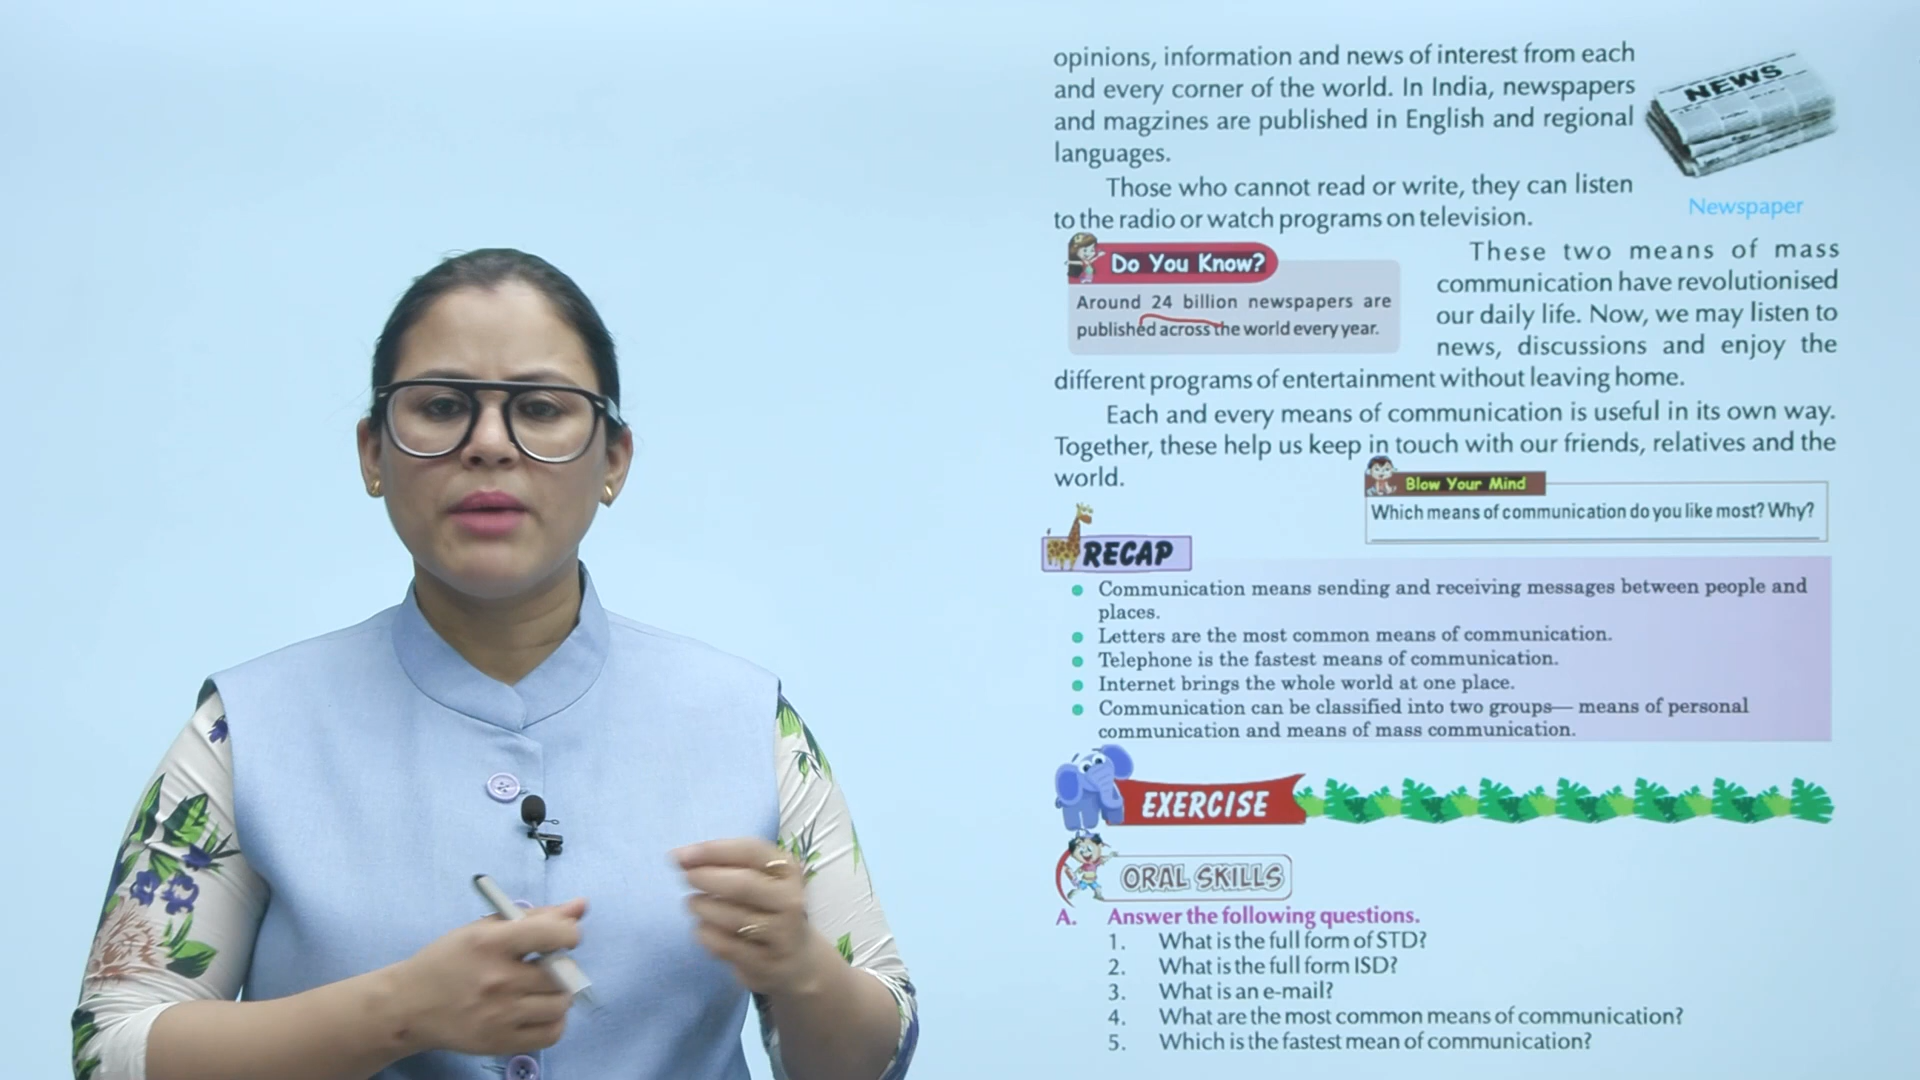 opinions, information and news of interest from each
and every corner of the world. In India, newspapers
and magzines are published in English and regional
languages.
NEWS
Newspaper
Those who cannot read or write, they can listen
to the radio or watch programs on television.
Do You Know?
Around 24 billion newspapers are
published across the world every year.
These two means of mass
communication have revolutionised
our daily life. Now, we may listen to
news, discussions and enjoy the
different programs of entertainment without leaving home.
Each and every means of communication is useful in its own way.
Together, these help us keep in touch with our friends, relatives and the
world.
Blow Your Mind
Which means of communication do you like most? Why?
RECAP
Communication means sending and receiving messages between people and
places.
Letters are the most common means of communication.
Telephone is the fastest means of communication.
Internet brings the whole world at one place.
Communication can be classified into two groups— means of personal
communication and means of mass communication.
EXERCISE
ORAL SKILLS
A. Answer the following questions.
1. What is the full form of STD?
2. What is the full form ISD?
3. What is an e-mail?
4. What are the most common means of communication?
5. Which is the fastest mean of communication?